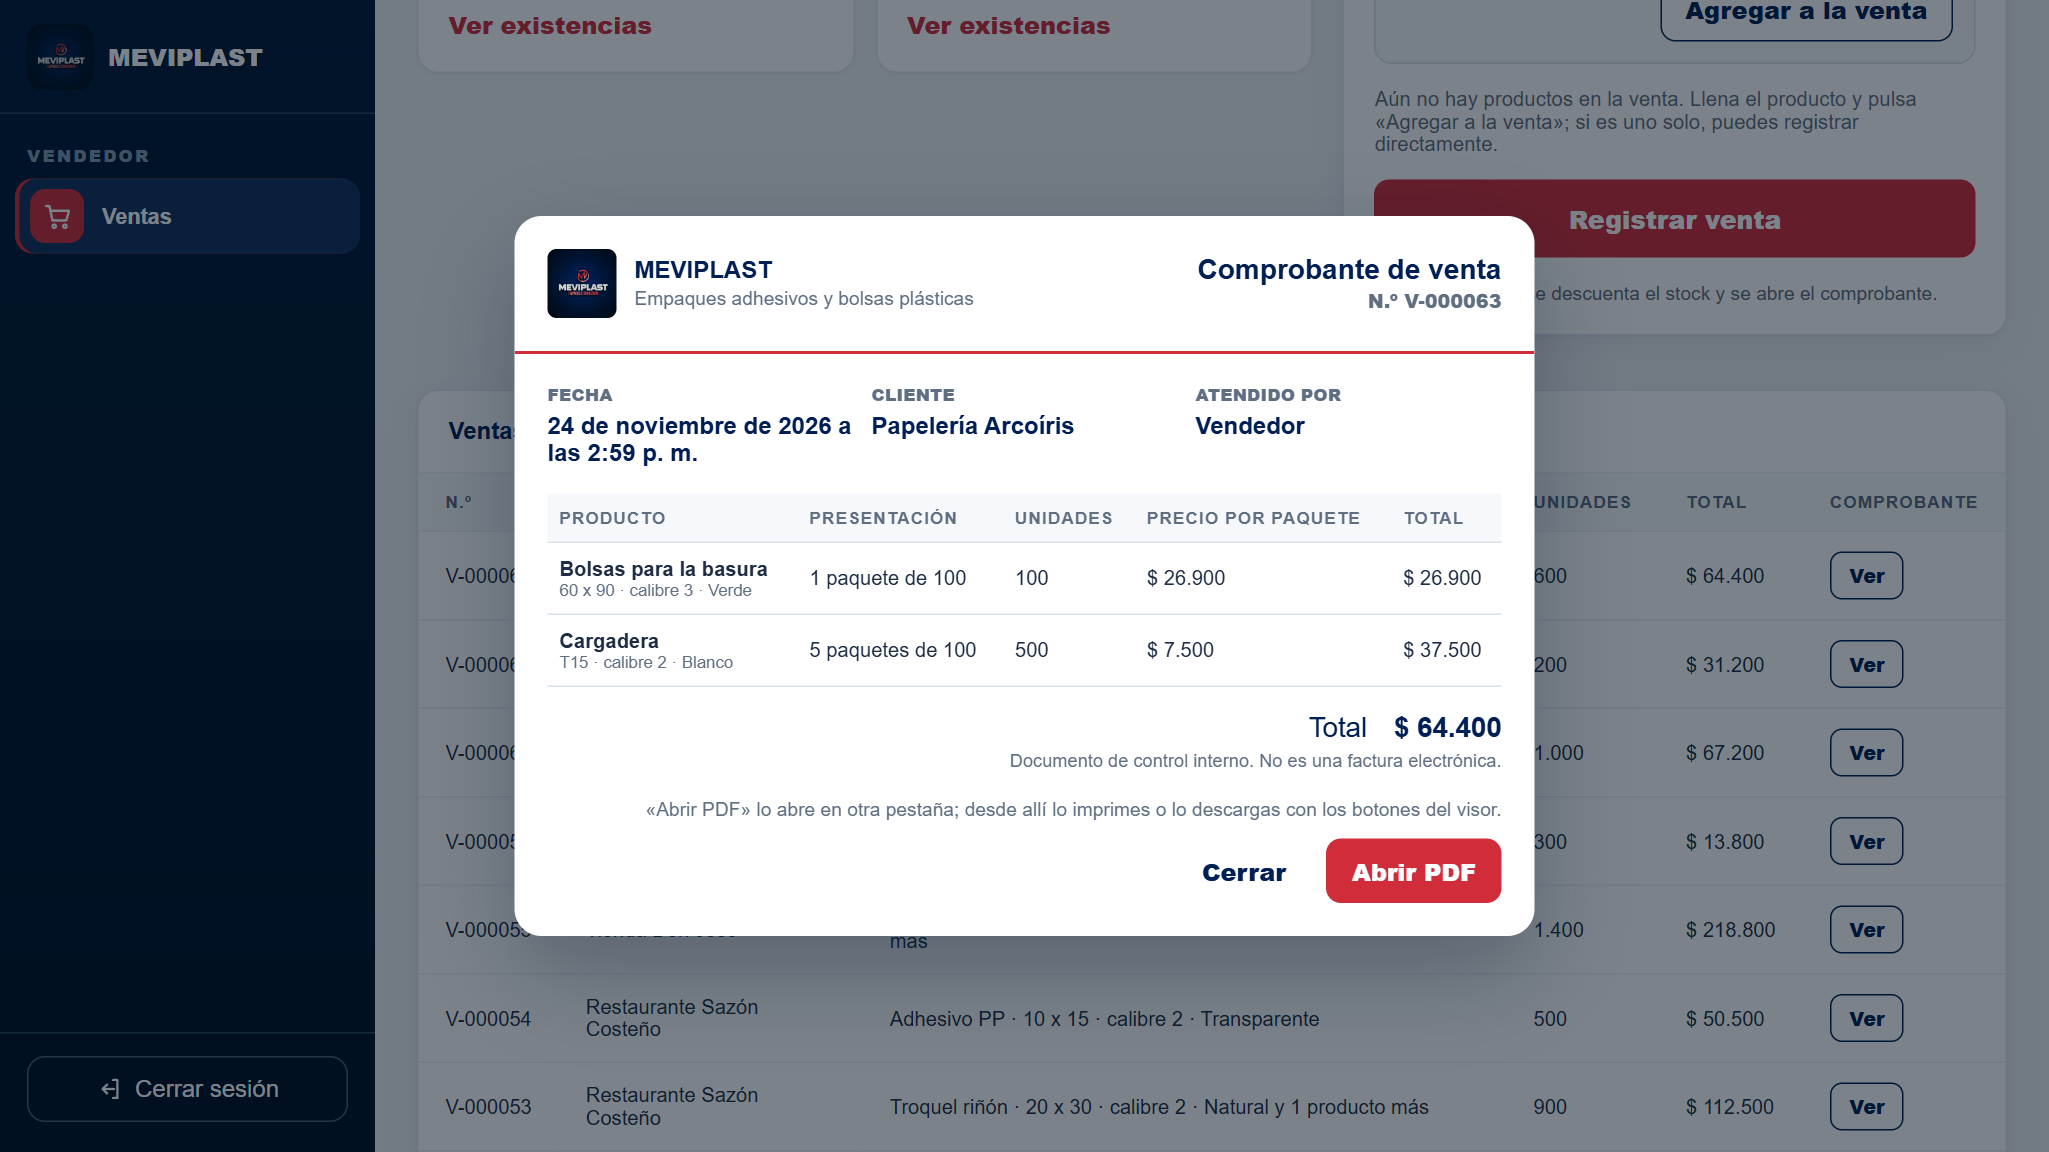 MEVIPLAST
MEVIPLAST
VENDEDOR
Ventas
Cerrar sesión
Ver existencias
Ver existencias
Agregar a la venta
Aún no hay productos en la venta. Llena el producto y pulsa
«Agregar a la venta»; si es uno solo, puedes registrar
directamente.
Registrar venta
e descuenta el stock y se abre el comprobante.
MEVIPLAST
MEVIPLAST
Empaques adhesivos y bolsas plásticas
Comprobante de venta
N.º V-000063
FECHA
24 de noviembre de 2026 a
las 2:59 p. m.
CLIENTE
Papelería Arcoíris
ATENDIDO POR
Vendedor
PRODUCTO PRESENTACIÓN UNIDADES PRECIO POR PAQUETE TOTAL
Bolsas para la basura
60 x 90 · calibre 3 · Verde
1 paquete de 100 100 $ 26.900 $ 26.900
Cargadera
T15 · calibre 2 · Blanco
5 paquetes de 100 500 $ 7.500 $ 37.500
Total $ 64.400
Documento de control interno. No es una factura electrónica.
«Abrir PDF» lo abre en otra pestaña; desde allí lo imprimes o lo descargas con los botones del visor.
Cerrar
Abrir PDF
Ventas
N.º UNIDADES TOTAL COMPROBANTE
V-00006 600 $ 64.400 Ver
V-00006 200 $ 31.200 Ver
V-00006 1.000 $ 67.200 Ver
V-00005 300 $ 13.800 Ver
V-000055 más 1.400 $ 218.800 Ver
V-000054 Restaurante Sazón
Costeño
Adhesivo PP · 10 x 15 · calibre 2 · Transparente 500 $ 50.500 Ver
V-000053 Restaurante Sazón
Costeño
Troquel riñón · 20 x 30 · calibre 2 · Natural y 1 producto más 900 $ 112.500 Ver